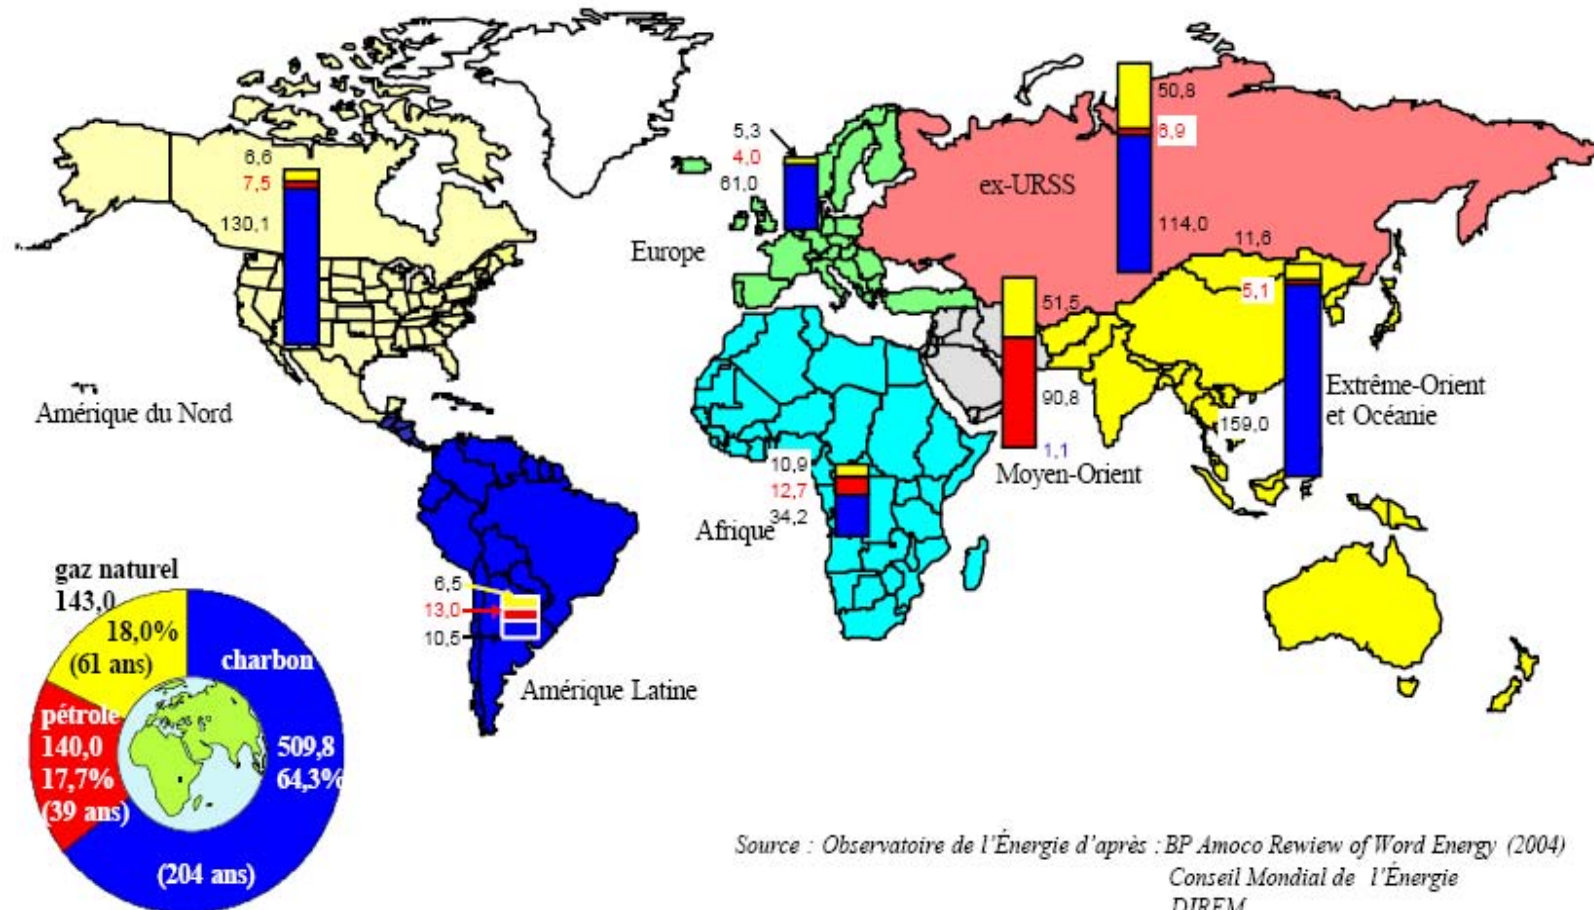 50,8
6,9
ex-URSS
114,0
5,3
4,0
61,0
Europe
6,6
7,5
130,1
Amérique du Nord
11,6
5,1
159,0
Extrême-Orient
et Océanie
51,5
90,8
1,1
Moyen-Orient
10,9
12,7
34,2
Afrique
6,5
13,0
10,5
Amérique Latine
gaz naturel
143,0
18,0%
(61 ans)
charbon
509,8
64,3%
(204 ans)
pétrole
140,0
17,7%
(39 ans)
Source : Observatoire de l'Énergie d'après : BP Amoco Rewiew of Word Energy (2004)
Conseil Mondial de l'Énergie
DIREM